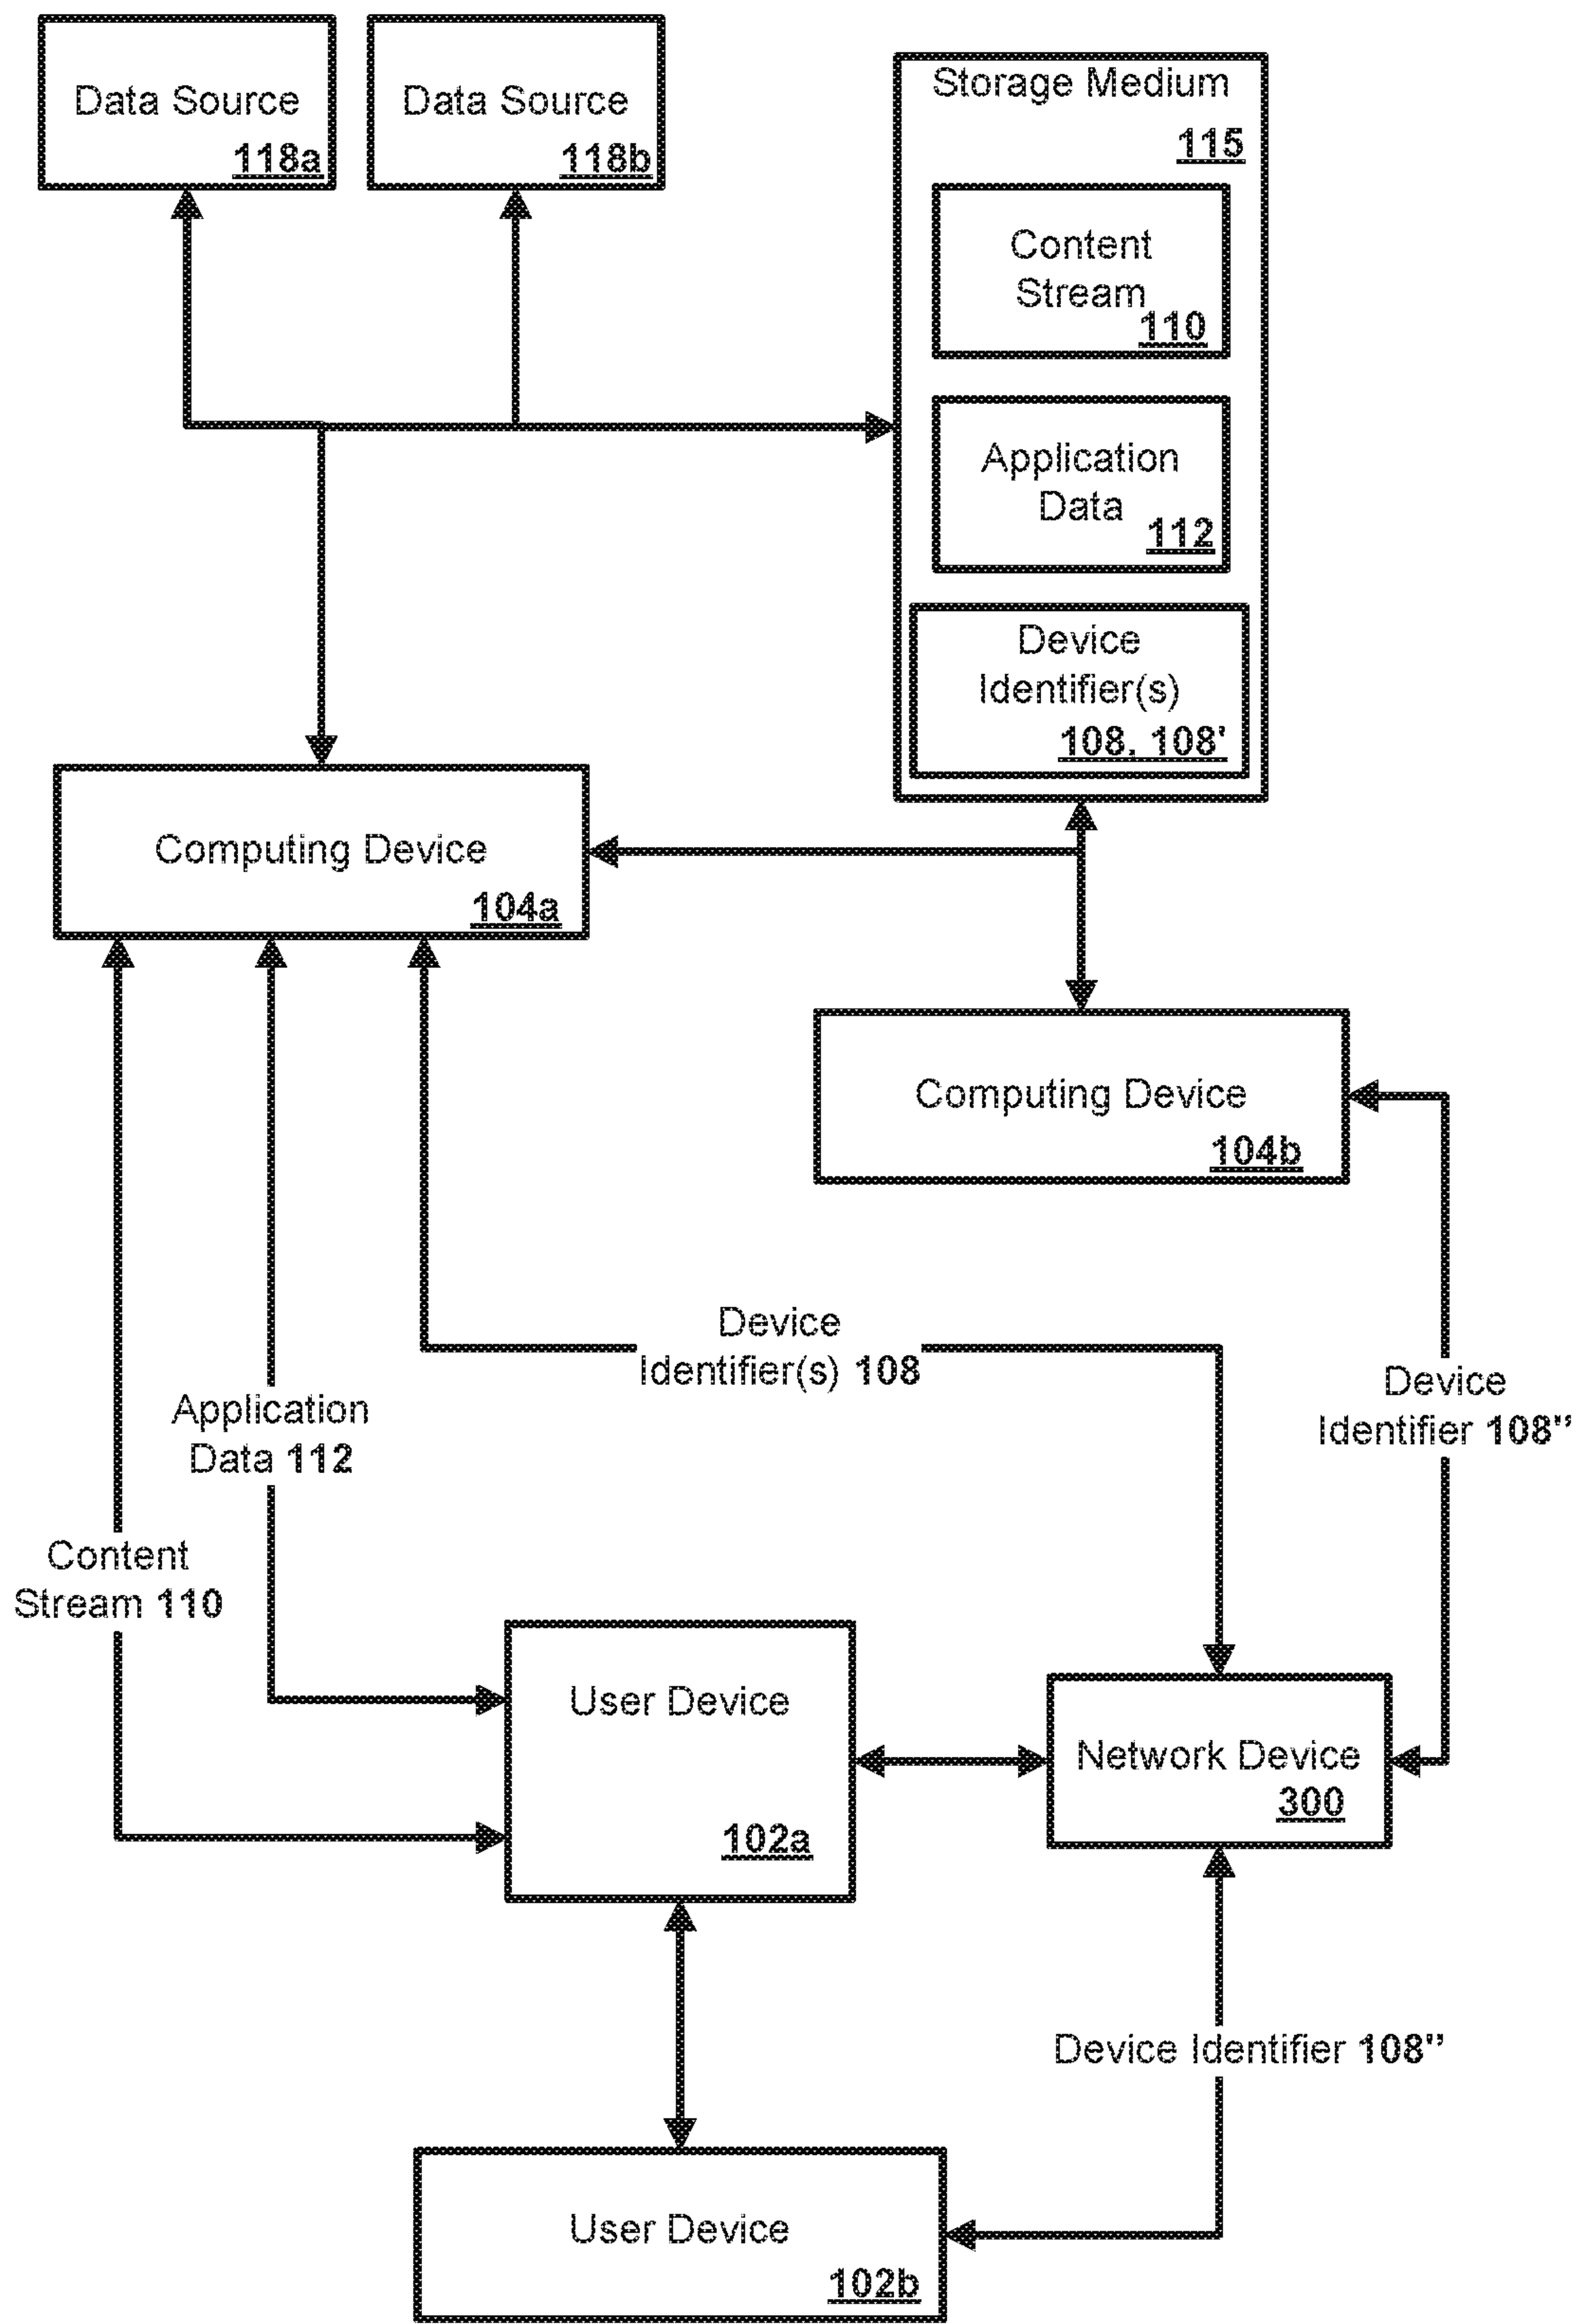 Data Source
118a
Data Source
118b
Storage Medium
115
Content
Stream
110
Application
Data
112
Device
Identifier(s)
108, 108'
Computing Device
104a
Computing Device
104b
Device
Identifier(s) 108
Device
Identifier 108''
Application
Data 112
Content
Stream 110
User Device
102a
Network Device
300
Device Identifier 108''
User Device
102b